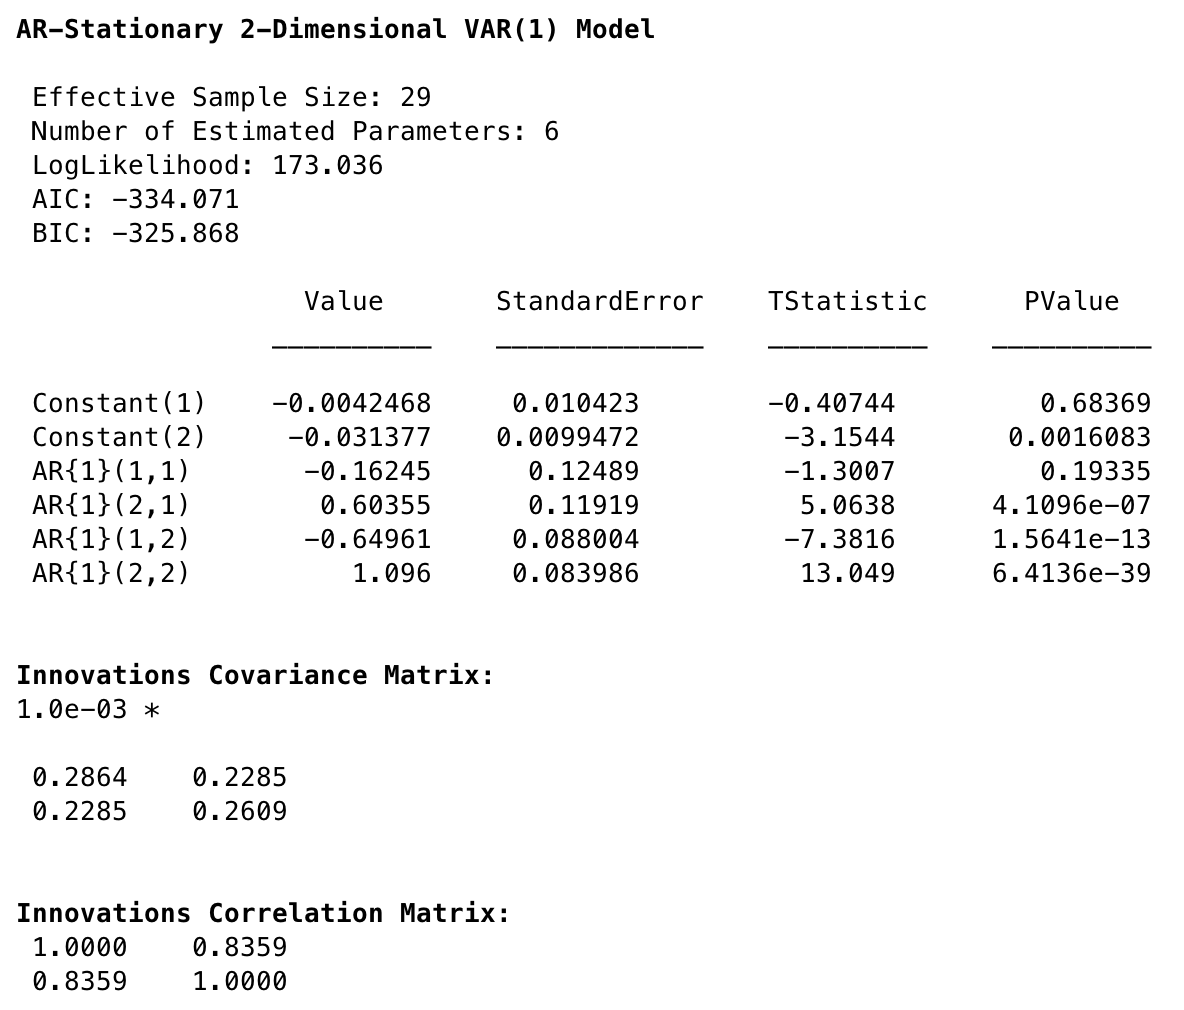 AR-Stationary 2-Dimensional VAR(1) Model
Effective Sample Size: 29
Number of Estimated Parameters: 6
LogLikelihood: 173.036
AIC: -334.071
BIC: -325.868
Value StandardError TStatistic PValue
Constant(1) -0.0042468 0.010423 -0.40744 0.68369
Constant(2) -0.031377 0.0099472 -3.1544 0.0016083
AR{1}(1,1) -0.16245 0.12489 -1.3007 0.19335
AR{1}(2,1) 0.60355 0.11919 5.0638 4.1096e-07
AR{1}(1,2) -0.64961 0.088004 -7.3816 1.5641e-13
AR{1}(2,2) 1.096 0.083986 13.049 6.4136e-39
Innovations Covariance Matrix:
1.0e-03 *
0.2864 0.2285
0.2285 0.2609
Innovations Correlation Matrix:
1.0000 0.8359
0.8359 1.0000